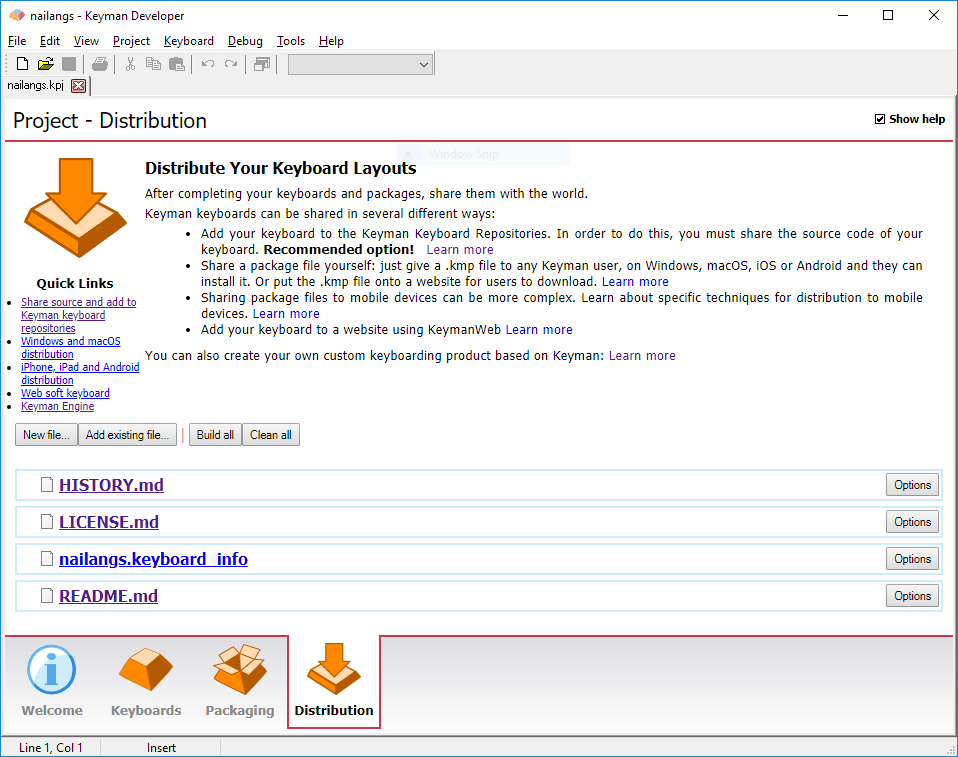 nailangs - Keyman Developer
File Edit View Project Keyboard Debug Tools Help
nailangs.kpj
Project - Distribution
Show help
Window Snip
Distribute Your Keyboard Layouts
After completing your keyboards and packages, share them with the world.
Keyman keyboards can be shared in several different ways:
• Add your keyboard to the Keyman Keyboard Repositories. In order to do this, you must share the source code of your
keyboard. Recommended option! Learn more
• Share a package file yourself: just give a .kmp file to any Keyman user, on Windows, macOS, iOS or Android and they can
install it. Or put the .kmp file onto a website for users to download. Learn more
• Sharing package files to mobile devices can be more complex. Learn about specific techniques for distribution to mobile
devices. Learn more
• Add your keyboard to a website using KeymanWeb Learn more
You can also create your own custom keyboarding product based on Keyman: Learn more
Quick Links
• Share source and add to
Keyman keyboard
repositories
• Windows and macOS
distribution
• iPhone, iPad and Android
distribution
• Web soft keyboard
• Keyman Engine
New file... Add existing file... | Build all Clean all
HISTORY.md Options
LICENSE.md Options
nailangs.keyboard_info Options
README.md Options
Welcome Keyboards Packaging Distribution
Line 1, Col 1 Insert